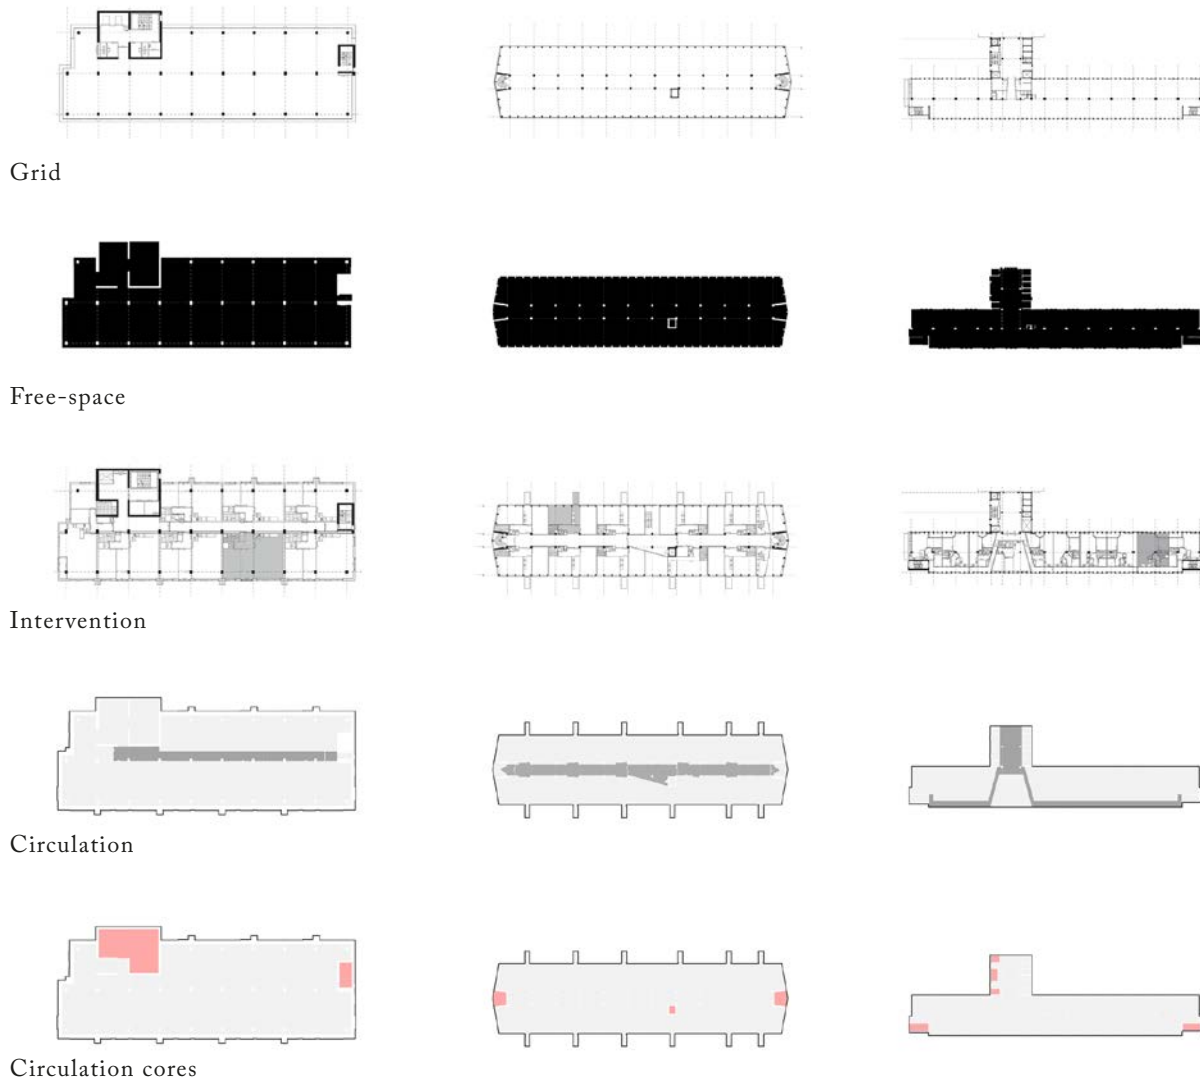 Grid
Free-space
Intervention
Circulation
Circulation cores